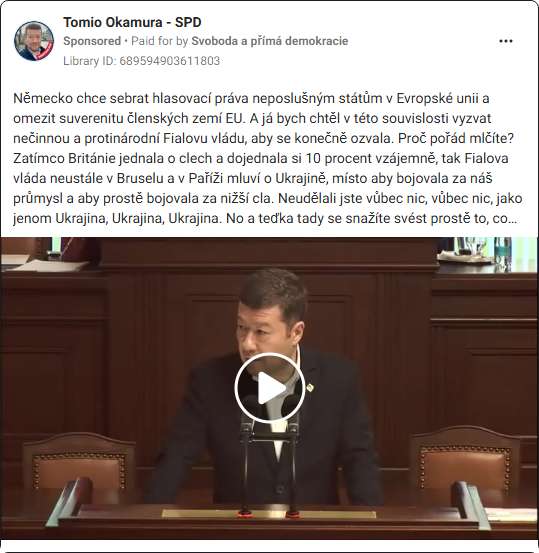 Tomio Okamura - SPD
Sponsored • Paid for by Svoboda a přímá demokracie
Library ID: 689594903611803
Německo chce sebrat hlasovací práva neposlušným státům v Evropské unii a
omezit suverenitu členských zemí EU. A já bych chtěl v této souvislosti vyzvat
nečinnou a protinárodní Fialovu vládu, aby se konečně ozvala. Proč pořád mlčíte?
Zatímco Británie jednala o clech a dojednala si 10 procent vzájemně, tak Fialova
vláda neustále v Bruselu a v Paříži mluví o Ukrajině, místo aby bojovala za náš
průmysl a aby prostě bojovala za nižší cla. Neudělali jste vůbec nic, vůbec nic, jako
jenom Ukrajina, Ukrajina, Ukrajina. No a teďka tady se snažíte svést prostě to, co...